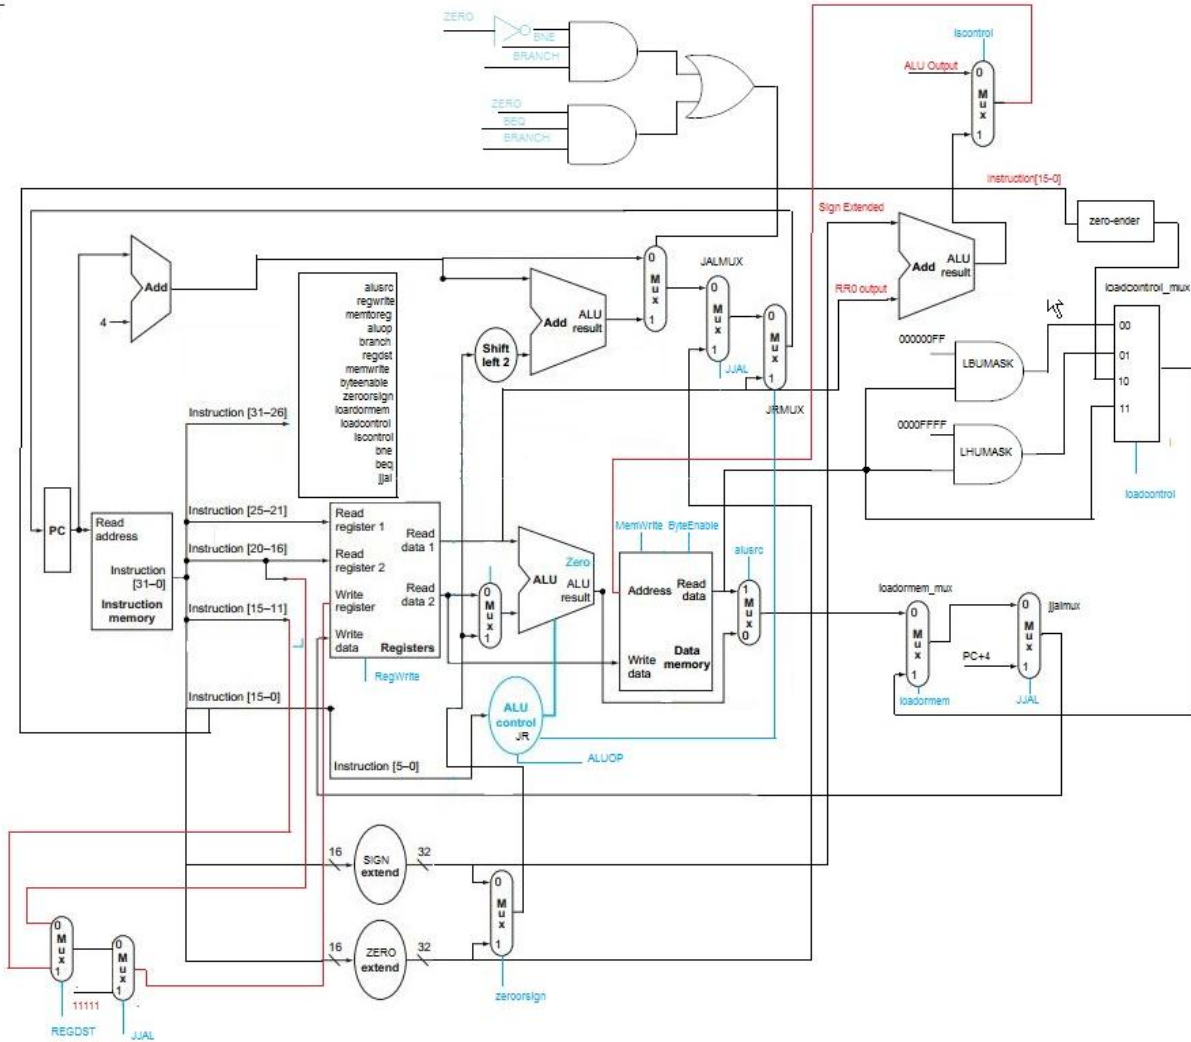 ZERO
BNE
BRANCH
ZERO
BEQ
BRANCH
lscontrol
ALU Output
0
Mux
1
Instruction[15-0]
zero-ender
Sign Extended
Add
ALU
result
RR0 output
loadcontroll_mux
00
01
10
11
loadcontrol
000000FF
LBUMASK
0000FFFF
LHUMASK
Add
4
Add
ALU
result
Shift
left 2
0
Mux
1
JALMUX
0
Mux
1
JJAL
0
Mux
1
JRMUX
alusrc
regwrite
memtoreg
aluop
branch
regdst
memwrite
byteenable
zeroorsign
loardormem
loadcontrol
lscontrol
bne
beq
jjal
Instruction [31–26]
Instruction [25–21]
Instruction [20–16]
Instruction [15–11]
Instruction [15–0]
PC
Read
address
Instruction
[31–0]
Instruction
memory
Read
register 1
Read
register 2
Write
register
Write
data
Read
data 1
Read
data 2
Registers
RegWrite
0
Mux
1
Zero
ALU
ALU
result
MemWrite
ByteEnable
Address
Read
data
Write
data
Data
memory
alusrc
1
Mux
0
loadormem_mux
0
Mux
1
loadormem
0
Mux
1
jjalmux
PC+4
JJAL
ALU
control
JR
ALUOP
Instruction [5–0]
16
SIGN
extend
32
16
ZERO
extend
32
0
Mux
1
zeroorsign
0
Mux
1
REGDST
0
Mux
1
11111
JJAL